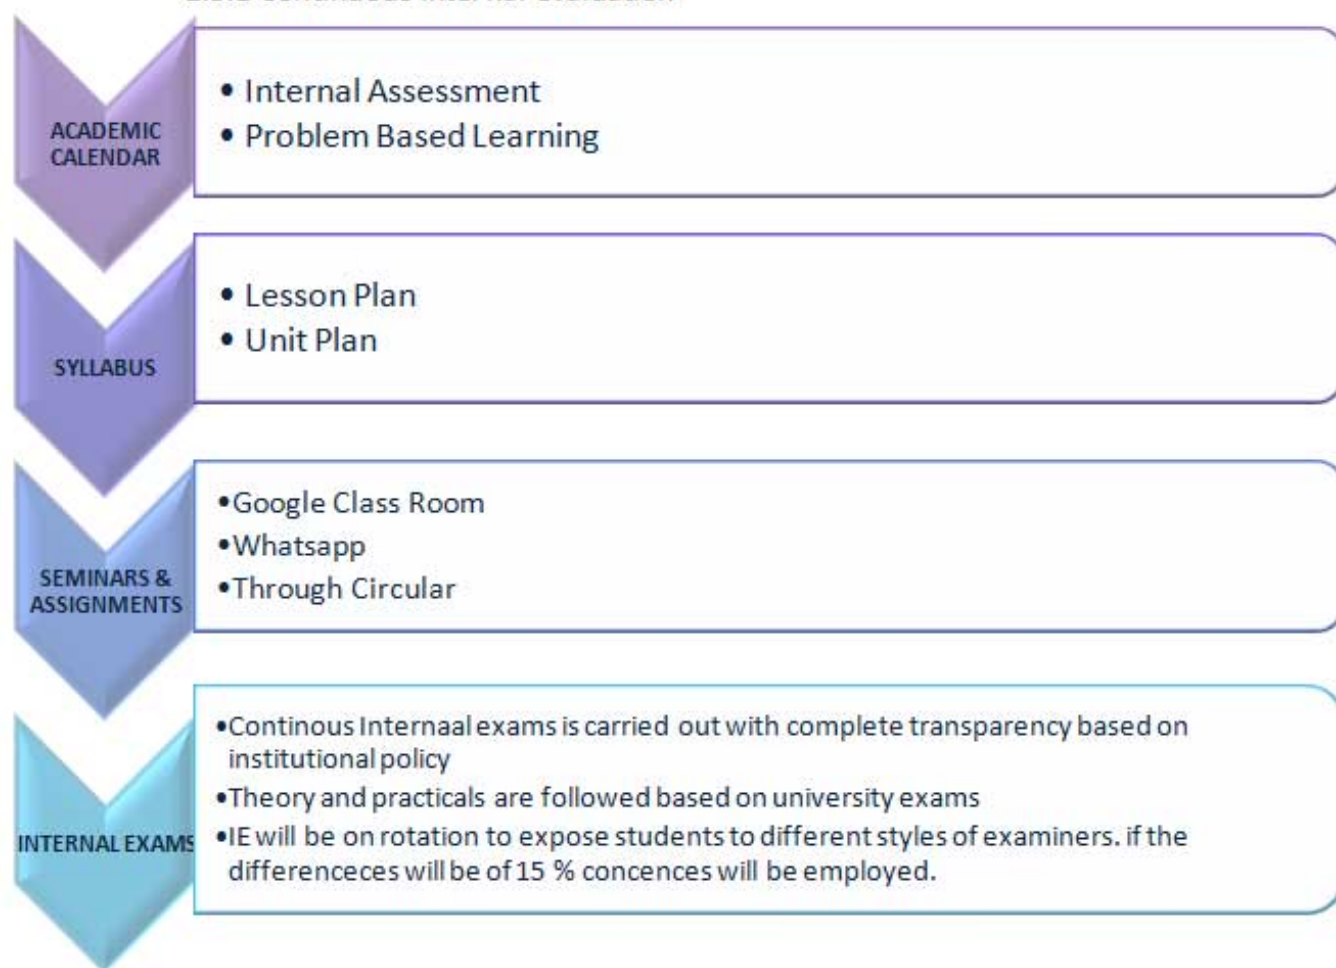 ACADEMIC
CALENDAR
• Internal Assessment
• Problem Based Learning
SYLLABUS
• Lesson Plan
• Unit Plan
SEMINARS &
ASSIGNMENTS
•Google Class Room
•Whatsapp
•Through Circular
INTERNAL EXAMS
•Continous Internaal exams is carried out with complete transparency based on
institutional policy
•Theory and practicals are followed based on university exams
•IE will be on rotation to expose students to different styles of examiners. if the
differenceces will be of 15 % concences will be employed.